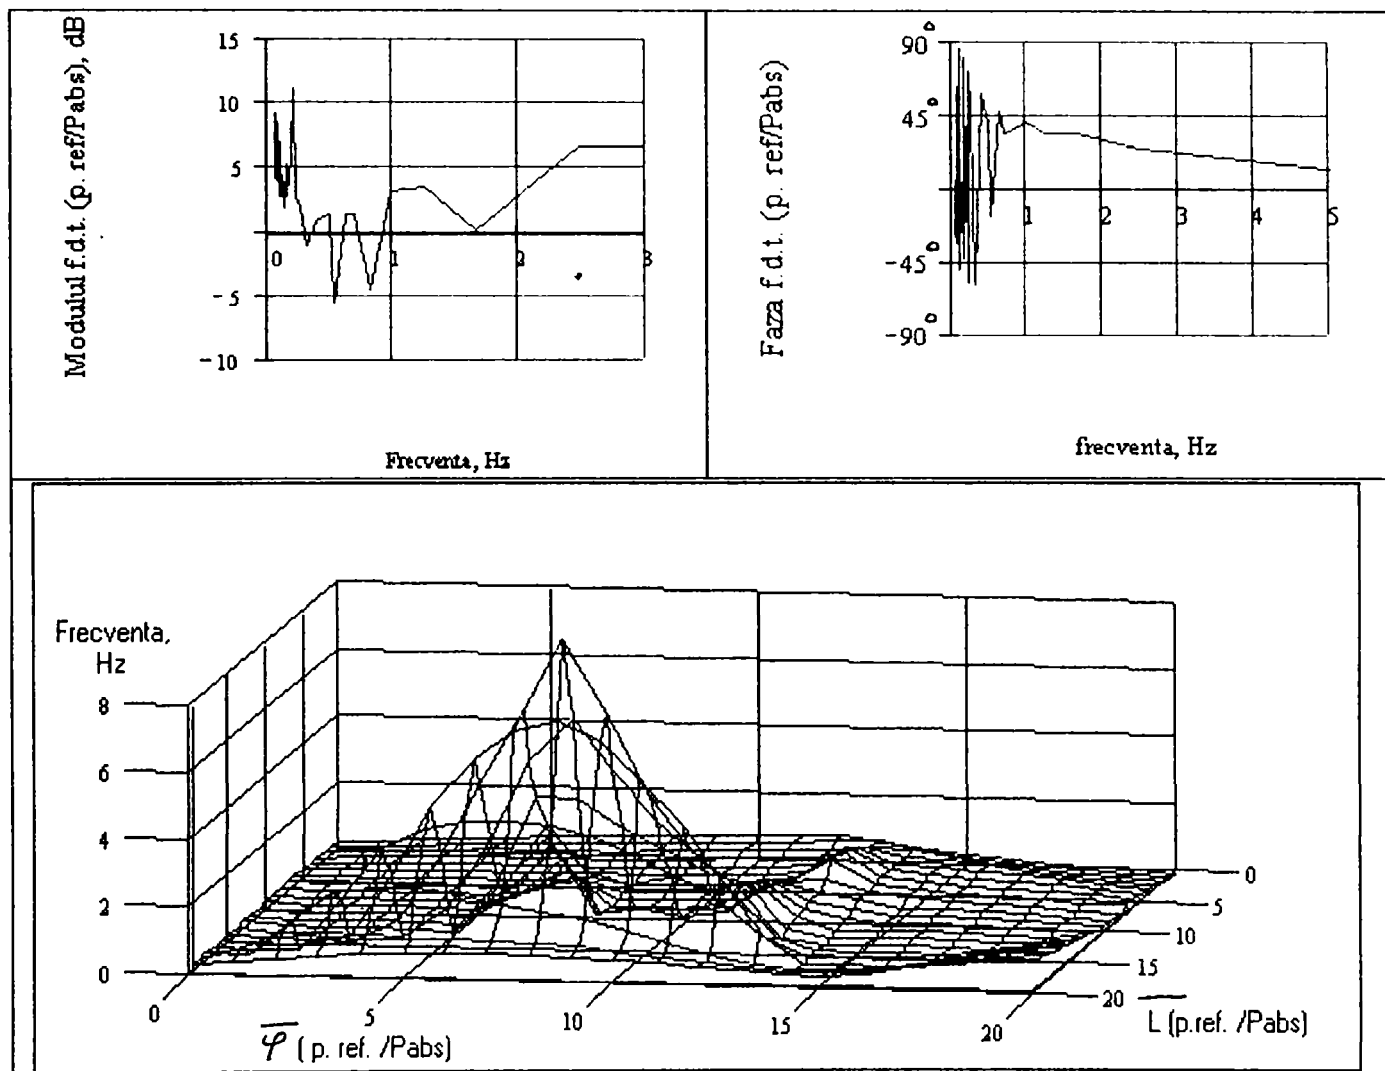 Modulul f.d.t. (p. ref/Pabs), dB
15
10
5
0 1 2 3
-5
-10
Frecventa, Hz
Faza f.d.t. (p. ref/Pabs)
90°
45°
1 2 3 4 5
-45°
-90°
frecventa, Hz
Frecventa,
Hz
8
6
4
2
0
0 5 10 15 20
φ ( p. ref. /Pabs)
0
5
10
15
20
L (p.ref. /Pabs)